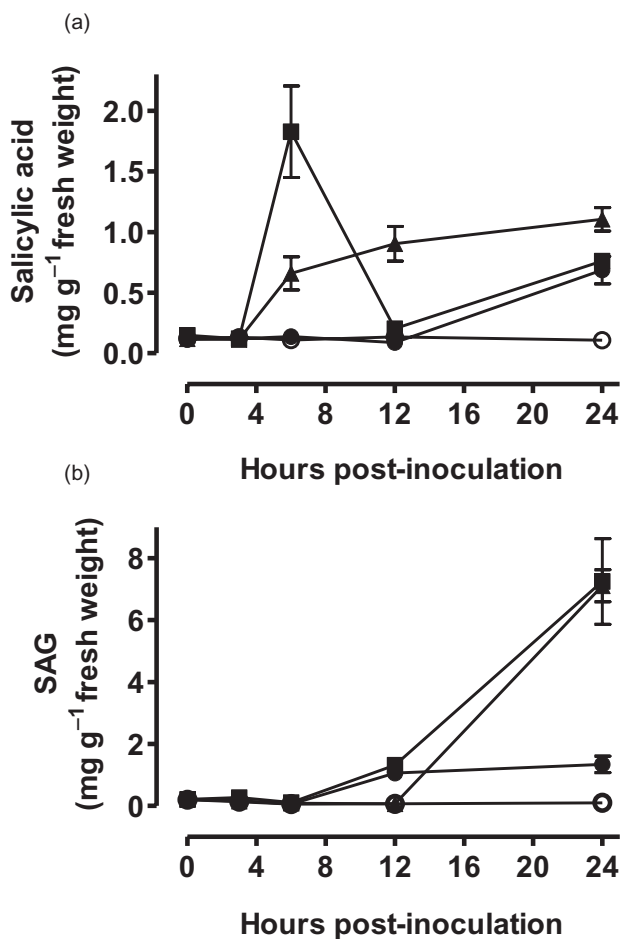 (a)
Salicylic acid
(mg g⁻¹ fresh weight)
2.0
1.5
1.0
0.5
0.0
0 4 8 12 16 20 24
Hours post-inoculation
(b)
SAG
(mg g⁻¹ fresh weight)
8
6
4
2
0
0 4 8 12 16 20 24
Hours post-inoculation